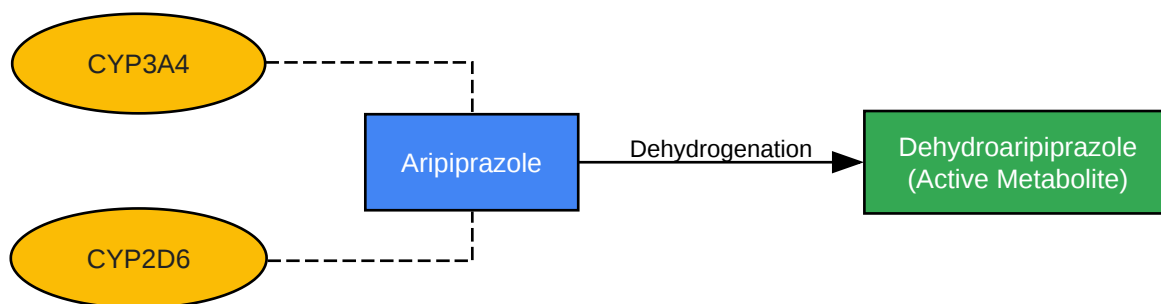 CYP3A4
Aripiprazole
Dehydrogenation
Dehydroaripiprazole
(Active Metabolite)
CYP2D6